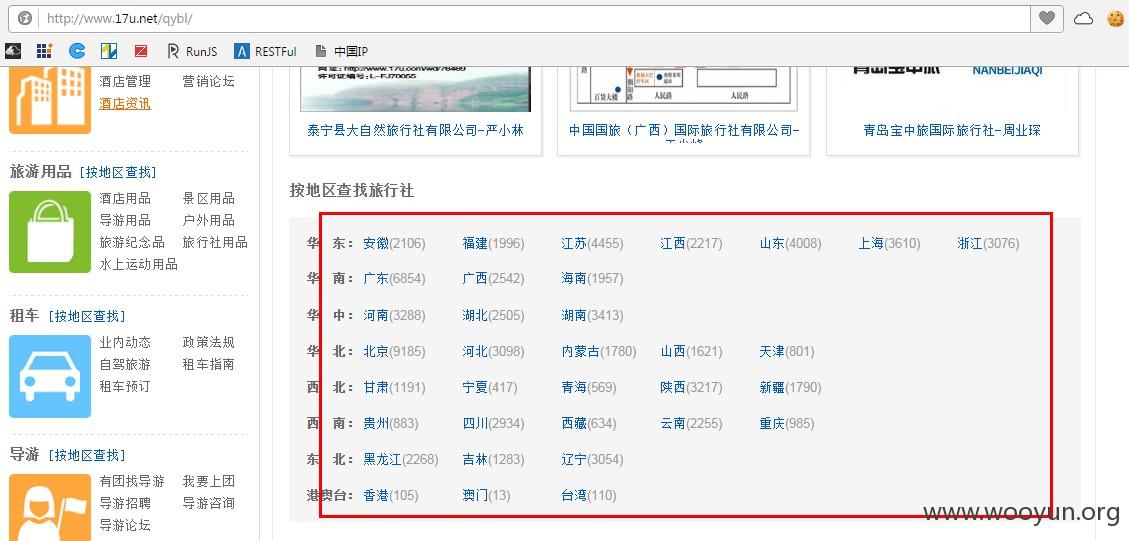 http://www.17u.net/qybl/
RunJS RESTFul 中国IP
酒店管理 营销论坛
酒店资讯
旅游用品 [按地区查找]
酒店用品 景区用品
导游用品 户外用品
旅游纪念品 旅行社用品
水上运动用品
租车 [按地区查找]
业内动态 政策法规
自驾旅游 租车指南
租车预订
导游 [按地区查找]
有团找导游 我要上团
导游招聘 导游咨询
导游论坛
百货大楼 人民路 人民路
NANBEIJIAQI
泰宁县大自然旅行社有限公司-严小林
中国国旅（广西）国际旅行社有限公司-
青岛宝中旅国际旅行社-周业琛
按地区查找旅行社
华 东： 安徽(2106) 福建(1996) 江苏(4455) 江西(2217) 山东(4008) 上海(3610) 浙江(3076)
华 南： 广东(6854) 广西(2542) 海南(1957)
华 中： 河南(3288) 湖北(2505) 湖南(3413)
华 北： 北京(9185) 河北(3098) 内蒙古(1780) 山西(1621) 天津(801)
西 北： 甘肃(1191) 宁夏(417) 青海(569) 陕西(3217) 新疆(1790)
西 南： 贵州(883) 四川(2934) 西藏(634) 云南(2255) 重庆(985)
东 北： 黑龙江(2268) 吉林(1283) 辽宁(3054)
港澳台： 香港(105) 澳门(13) 台湾(110)
www.wooyun.org